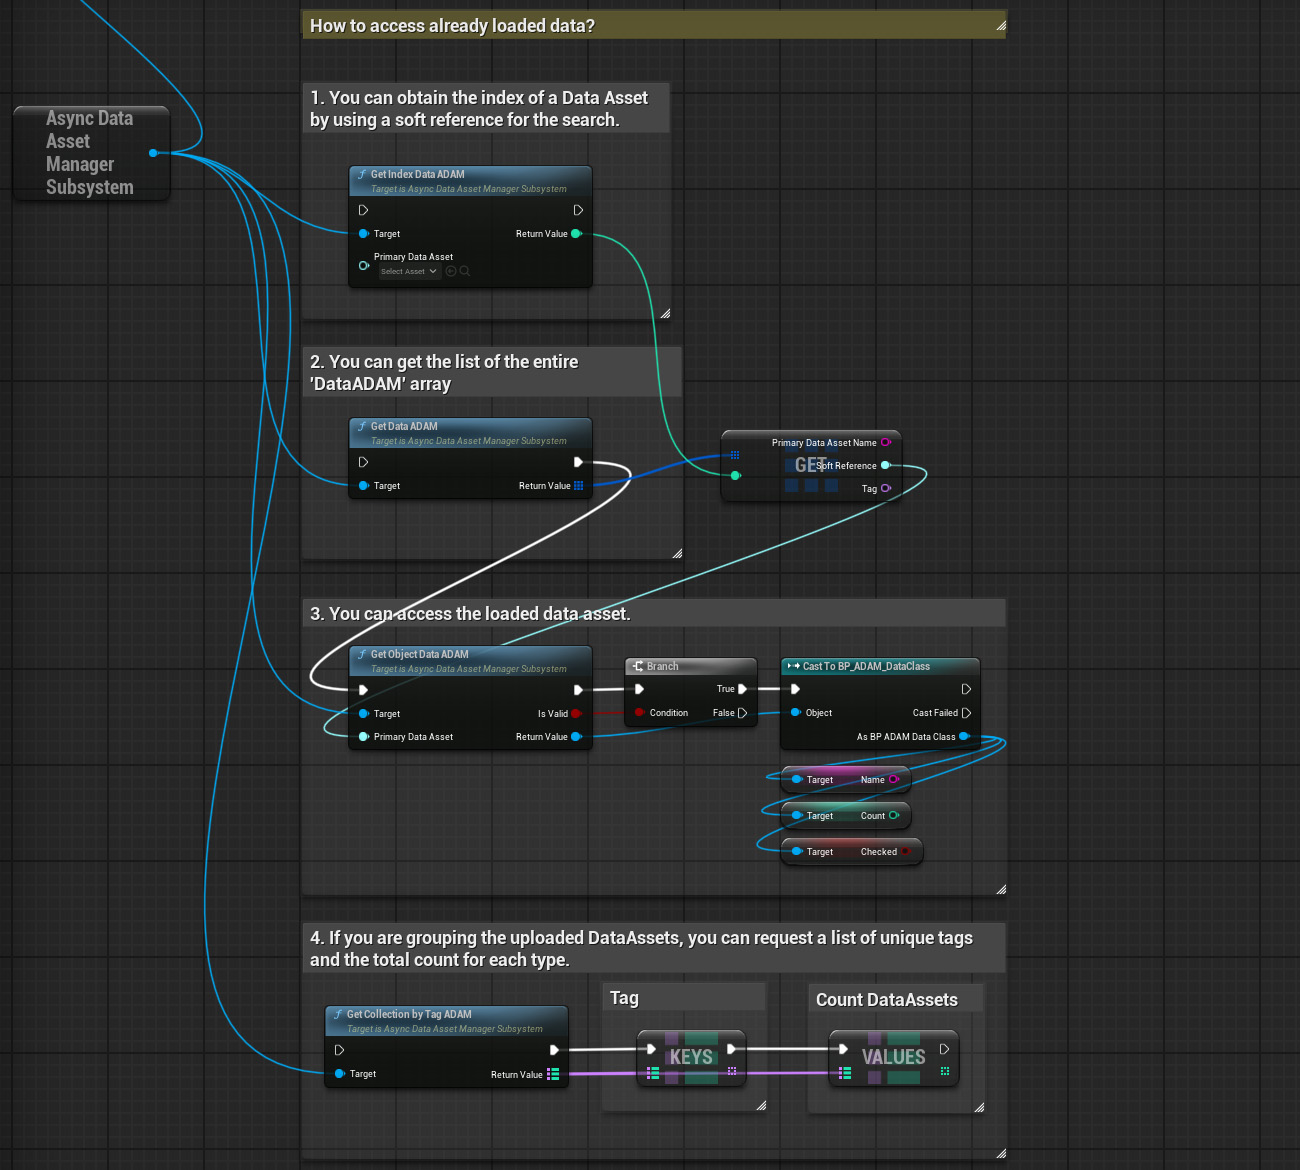 How to access already loaded data?
Async Data
Asset
Manager
Subsystem
1. You can obtain the index of a Data Asset
by using a soft reference for the search.
Get Index Data ADAM
Target is Async Data Asset Manager Subsystem
Target
Return Value
Primary Data Asset
Select Asset
2. You can get the list of the entire
'DataADAM' array
Get Data ADAM
Target is Async Data Asset Manager Subsystem
Target
Return Value
Primary Data Asset Name
GET
Soft Reference
Tag
3. You can access the loaded data asset.
Get Object Data ADAM
Target is Async Data Asset Manager Subsystem
Target
Is Valid
Primary Data Asset
Return Value
Branch
True
Condition
False
Cast To BP_ADAM_DataClass
Object
Cast Failed
As BP ADAM Data Class
Target
Name
Target
Count
Target
Checked
4. If you are grouping the uploaded DataAssets, you can request a list of unique tags
and the total count for each type.
Get Collection by Tag ADAM
Target is Async Data Asset Manager Subsystem
Target
Return Value
Tag
KEYS
Count DataAssets
VALUES